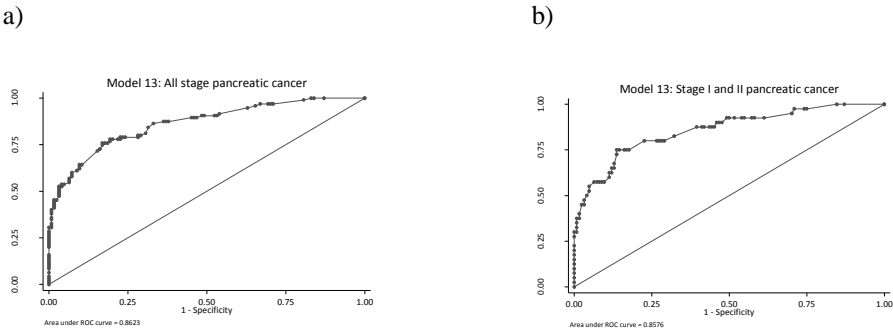 a)
Model 13: All stage pancreatic cancer
1.00
0.75
0.50
0.25
0.00
0.00 0.25 0.50 0.75 1.00
1 - Specificity
Area under ROC curve = 0.8623
b)
Model 13: Stage I and II pancreatic cancer
1.00
0.75
0.50
0.25
0.00
0.00 0.25 0.50 0.75 1.00
1 - Specificity
Area under ROC curve = 0.8576